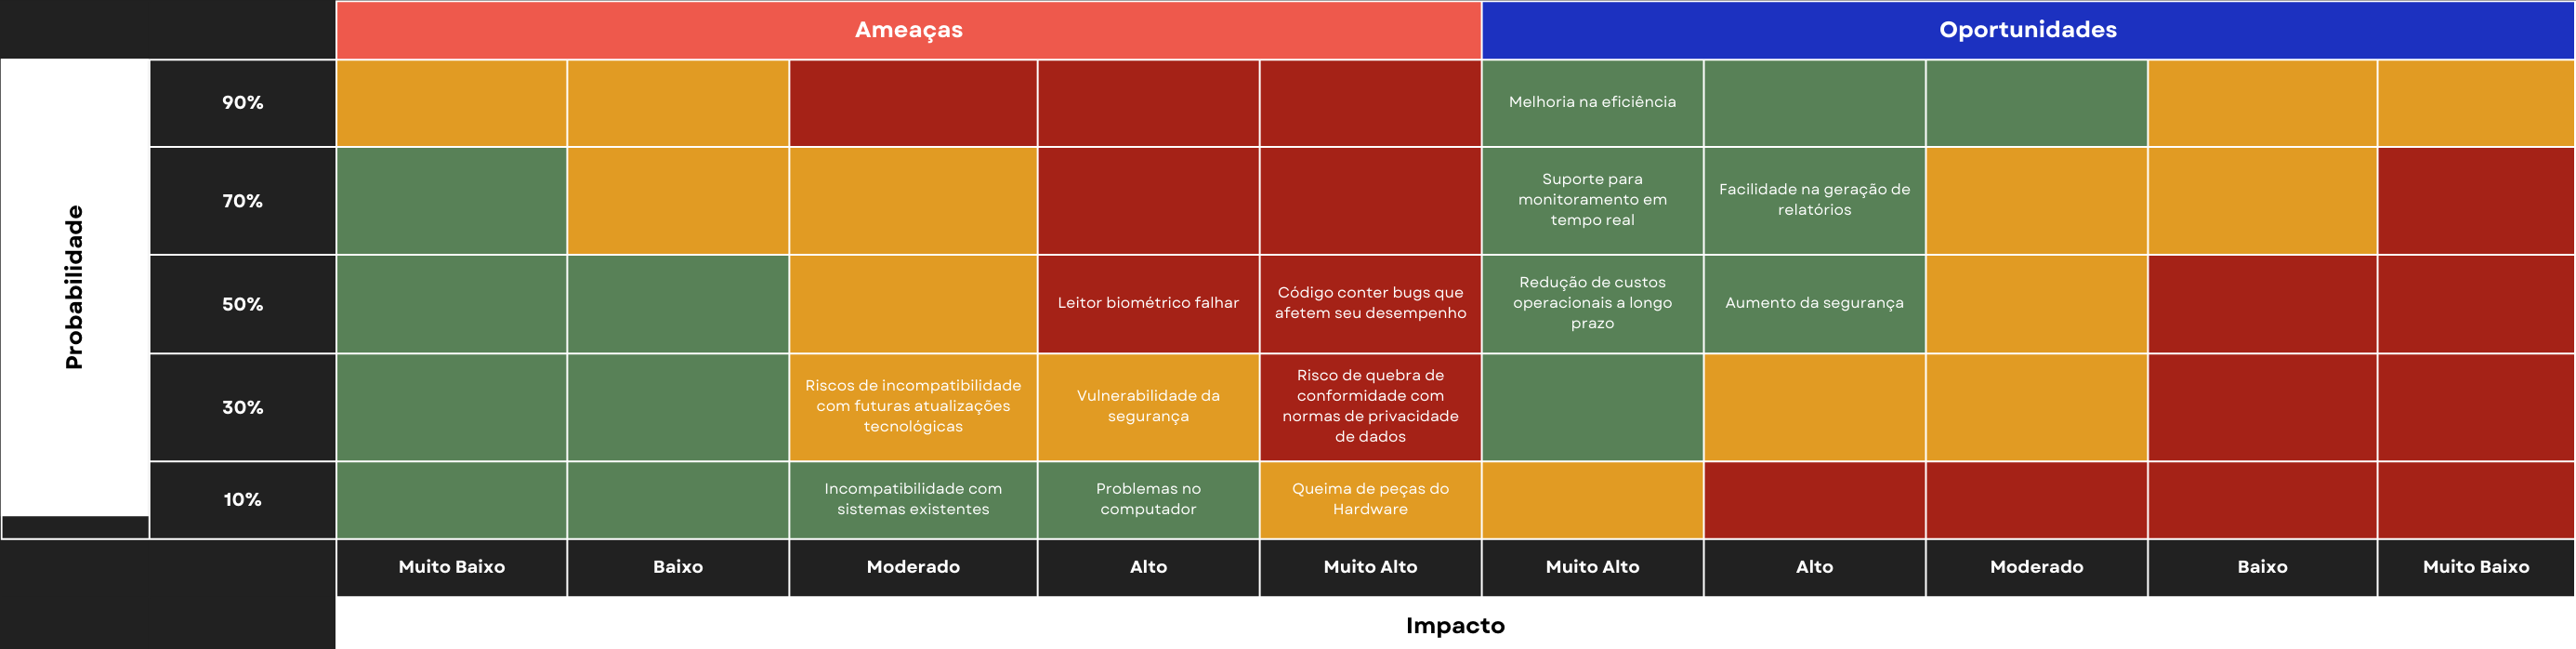 Ameaças
Oportunidades
Probabilidade
90%
Melhoria na eficiência
70%
Suporte para
monitoramento em
tempo real
Facilidade na geração de
relatórios
50%
Leitor biométrico falhar
Código conter bugs que
afetem seu desempenho
Redução de custos
operacionais a longo
prazo
Aumento da segurança
30%
Riscos de incompatibilidade
com futuras atualizações
tecnológicas
Vulnerabilidade da
segurança
Risco de quebra de
conformidade com
normas de privacidade
de dados
10%
Incompatibilidade com
sistemas existentes
Problemas no
computador
Queima de peças do
Hardware
Muito Baixo
Baixo
Moderado
Alto
Muito Alto
Muito Alto
Alto
Moderado
Baixo
Muito Baixo
Impacto